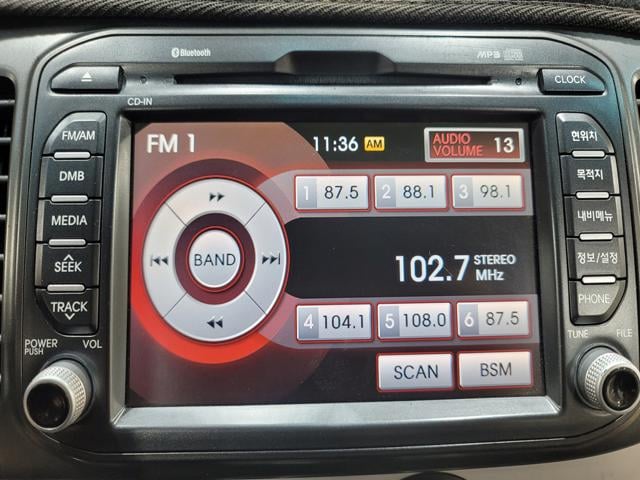 Bluetooth
MP3
CD-IN
CLOCK
FM/AM
DMB
MEDIA
SEEK
TRACK
POWER
PUSH
VOL
FM 1
11:36 AM
AUDIO
VOLUME 13
1 87.5
2 88.1
3 98.1
BAND
102.7 STEREO
MHz
4 104.1
5 108.0
6 87.5
SCAN
BSM
현위치
목적지
내비메뉴
정보/설정
PHONE
TUNE
FILE